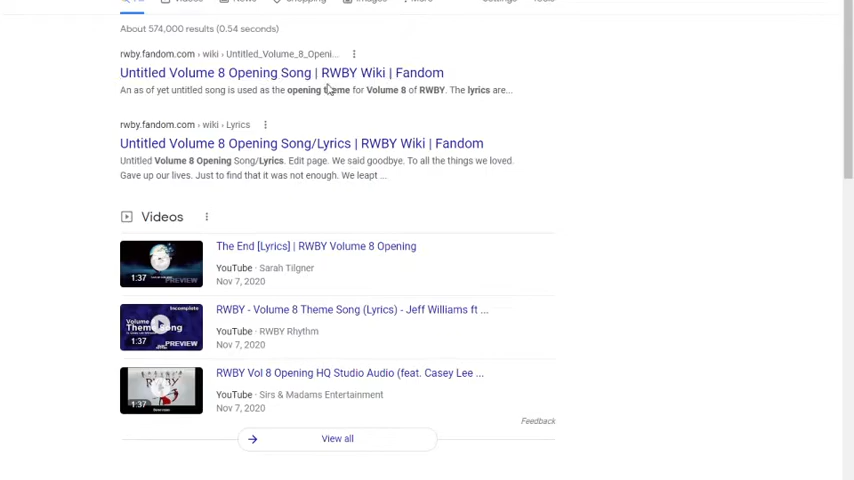 About 574,000 results (0.54 seconds)
rwby.fandom.com › wiki › Untitled_Volume_8_Openi...
Untitled Volume 8 Opening Song | RWBY Wiki | Fandom
An as of yet untitled song is used as the opening theme for Volume 8 of RWBY. The lyrics are...
rwby.fandom.com › wiki › Lyrics
Untitled Volume 8 Opening Song/Lyrics | RWBY Wiki | Fandom
Untitled Volume 8 Opening Song/Lyrics. Edit page. We said goodbye. To all the things we loved.
Gave up our lives. Just to find that it was not enough. We leapt ...
Videos
The End [Lyrics] | RWBY Volume 8 Opening
YouTube · Sarah Tilgner
Nov 7, 2020
1:37 PREVIEW
RWBY - Volume 8 Theme Song (Lyrics) - Jeff Williams ft ...
YouTube · RWBY Rhythm
Nov 7, 2020
Incomplete
Volume
Theme Song
1:37 PREVIEW
RWBY Vol 8 Opening HQ Studio Audio (feat. Casey Lee ...
YouTube · Sirs & Madams Entertainment
Nov 7, 2020
RWBY
1:37
Feedback
View all